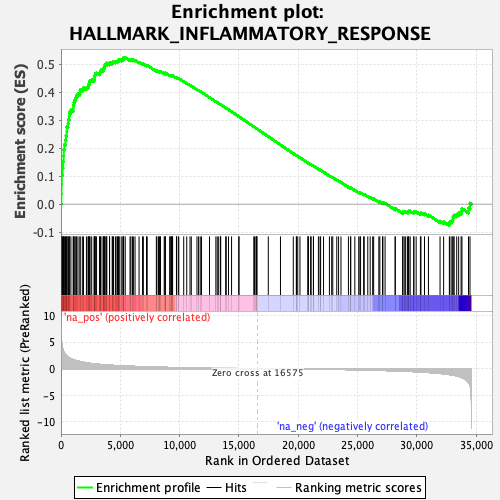 Enrichment plot:
HALLMARK_INFLAMMATORY_RESPONSE
Enrichment score (ES)
0.5
0.4
0.3
0.2
0.1
0.0
-0.1
'na_pos' (positively correlated)
Ranked list metric (PreRanked)
10
5
0
-5
-10
Zero cross at 16575
'na_neg' (negatively correlated)
0
5,000
10,000
15,000
20,000
25,000
30,000
35,000
Rank in Ordered Dataset
Enrichment profile
Hits
Ranking metric scores